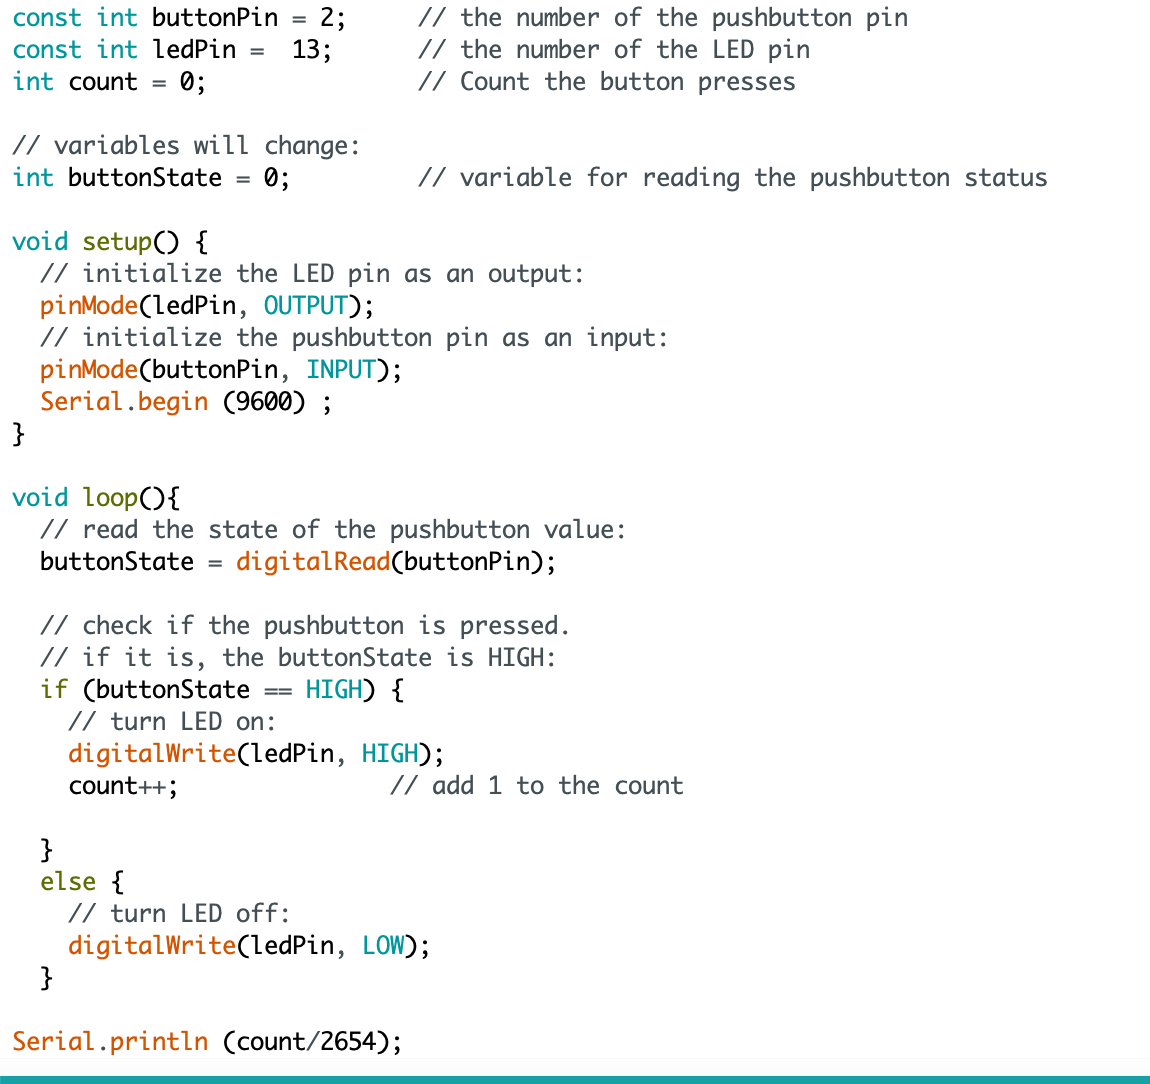 const int buttonPin = 2;     // the number of the pushbutton pin
const int ledPin =  13;      // the number of the LED pin
int count = 0;               // Count the button presses

// variables will change:
int buttonState = 0;         // variable for reading the pushbutton status

void setup() {
  // initialize the LED pin as an output:
  pinMode(ledPin, OUTPUT);
  // initialize the pushbutton pin as an input:
  pinMode(buttonPin, INPUT);
  Serial.begin (9600) ;
}

void loop(){
  // read the state of the pushbutton value:
  buttonState = digitalRead(buttonPin);

  // check if the pushbutton is pressed.
  // if it is, the buttonState is HIGH:
  if (buttonState == HIGH) {
    // turn LED on:
    digitalWrite(ledPin, HIGH);
    count++;               // add 1 to the count

  }
  else {
    // turn LED off:
    digitalWrite(ledPin, LOW);
  }

Serial.println (count/2654);